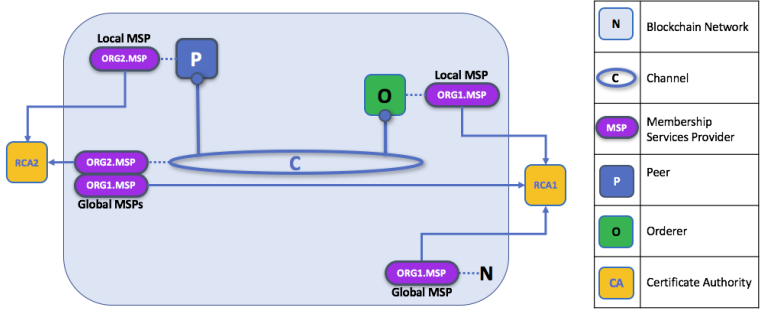 Local MSP
ORG2.MSP
P
O
Local MSP
ORG1.MSP
RCA2
ORG2.MSP
C
ORG1.MSP
RCA1
Global MSPs
ORG1.MSP
N
Global MSP
N
Blockchain Network
C
Channel
MSP
Membership
Services Provider
P
Peer
O
Orderer
CA
Certificate Authority